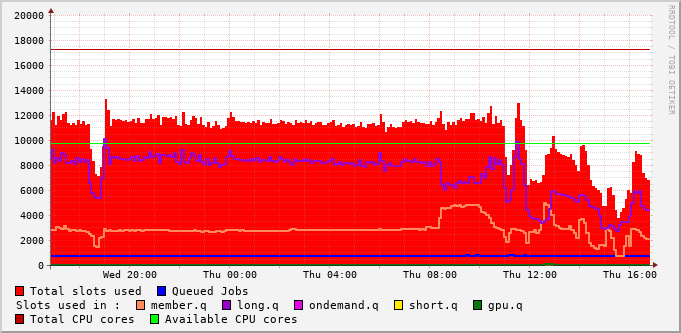 20000
18000
16000
14000
12000
10000
8000
6000
4000
2000
0
Wed 20:00 Thu 00:00 Thu 04:00 Thu 08:00 Thu 12:00 Thu 16:00
RRDTOOL / TOBI OETIKER
Total slots used Queued Jobs
Slots used in : member.q long.q ondemand.q short.q gpu.q
Total CPU cores Available CPU cores